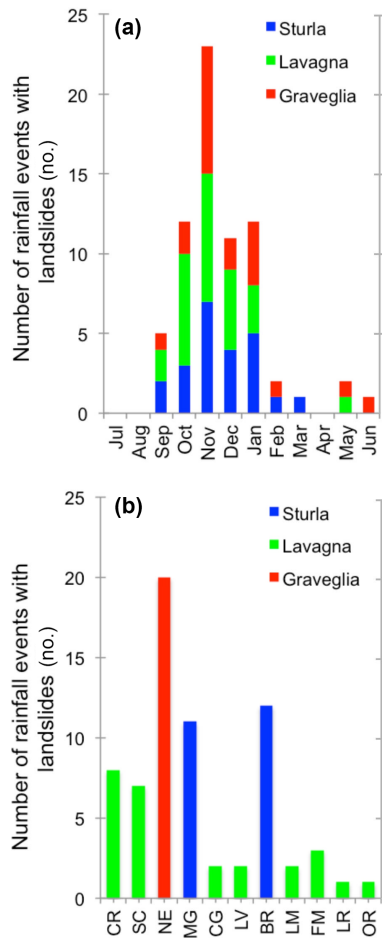 25
(a)
Sturla
Lavagna
Graveglia
20
15
10
5
0
Number of rainfall events with
landslides (no.)
Jul Aug Sep Oct Nov Dec Jan Feb Mar Apr May Jun
25
(b)
Sturla
Lavagna
Graveglia
20
15
10
5
0
Number of rainfall events with
landslides (no.)
CR SC NE MG CG LV BR LM FM LR OR